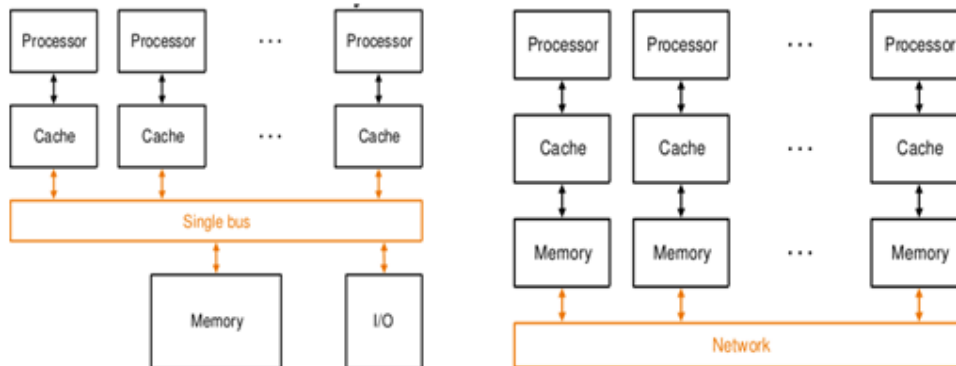 Processor Processor ... Processor
Cache Cache ... Cache
Single bus
Memory I/O
Processor Processor ... Processor
Cache Cache ... Cache
Memory Memory ... Memory
Network